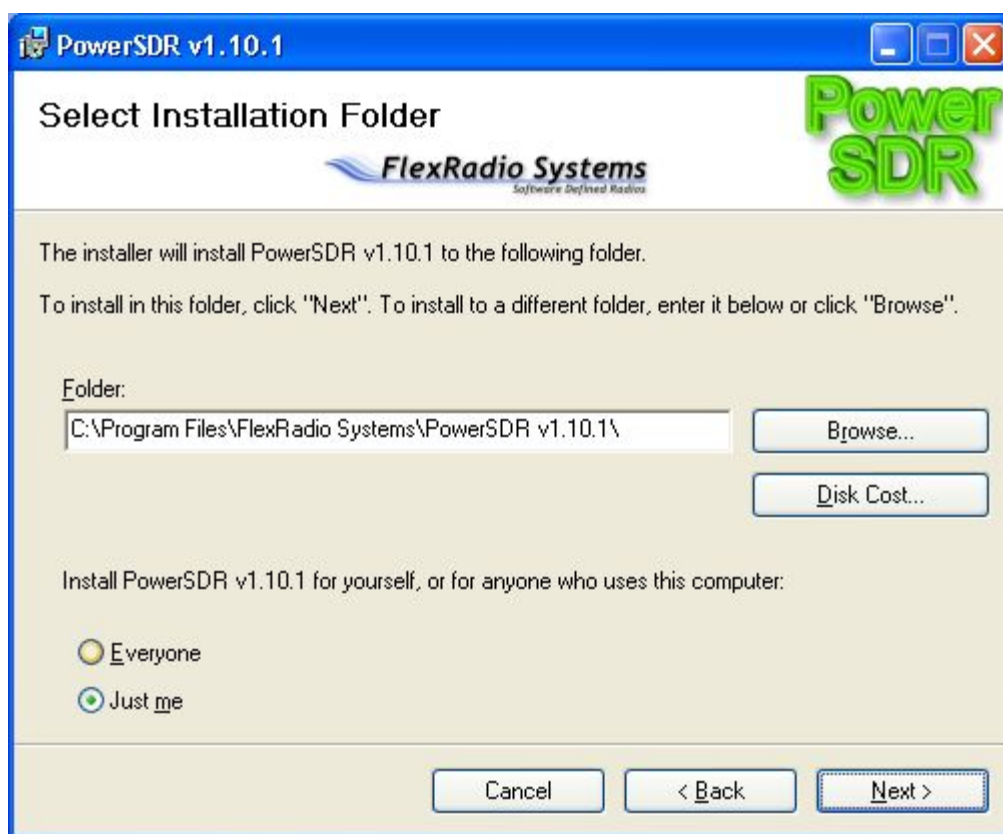 PowerSDR v1.10.1
Select Installation Folder
Power
SDR
FlexRadio Systems
Software Defined Radios
The installer will install PowerSDR v1.10.1 to the following folder.
To install in this folder, click "Next". To install to a different folder, enter it below or click "Browse".
Folder:
C:\Program Files\FlexRadio Systems\PowerSDR v1.10.1\
Browse...
Disk Cost...
Install PowerSDR v1.10.1 for yourself, or for anyone who uses this computer:
Everyone
Just me
Cancel
< Back
Next >